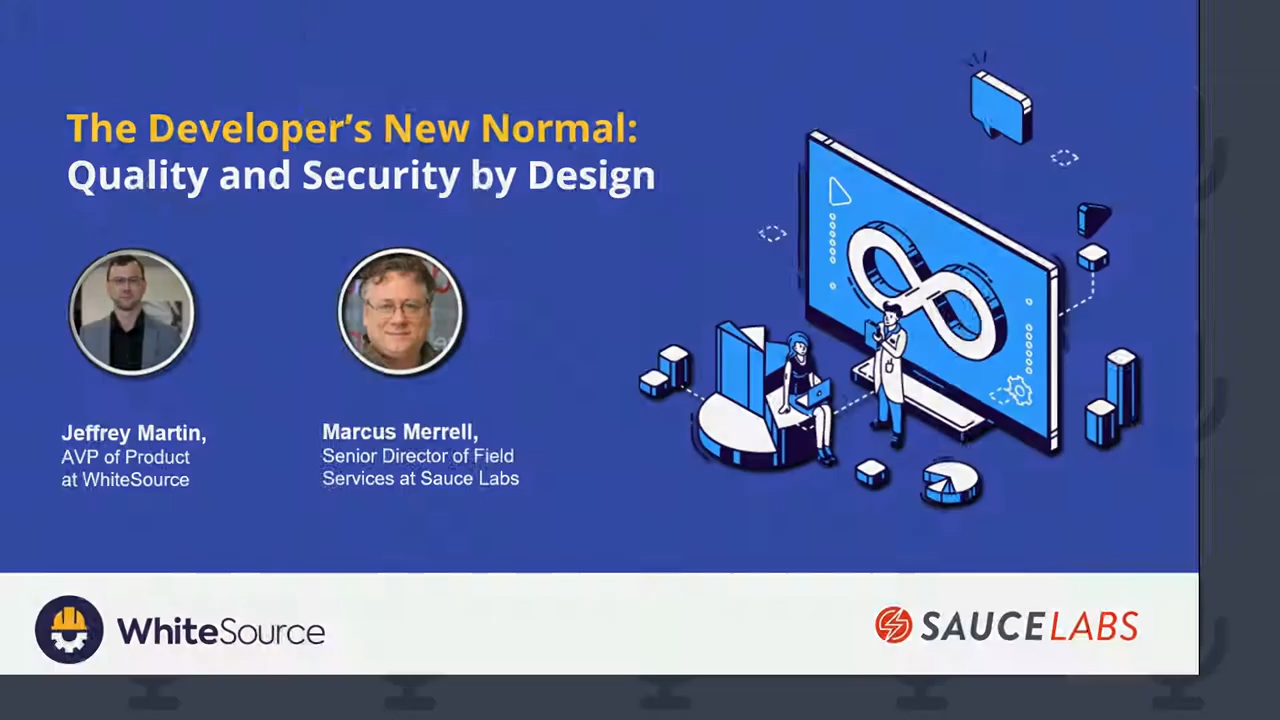 The Developer's New Normal:
Quality and Security by Design
Jeffrey Martin,
AVP of Product
at WhiteSource
Marcus Merrell,
Senior Director of Field
Services at Sauce Labs
WhiteSource
SAUCELABS